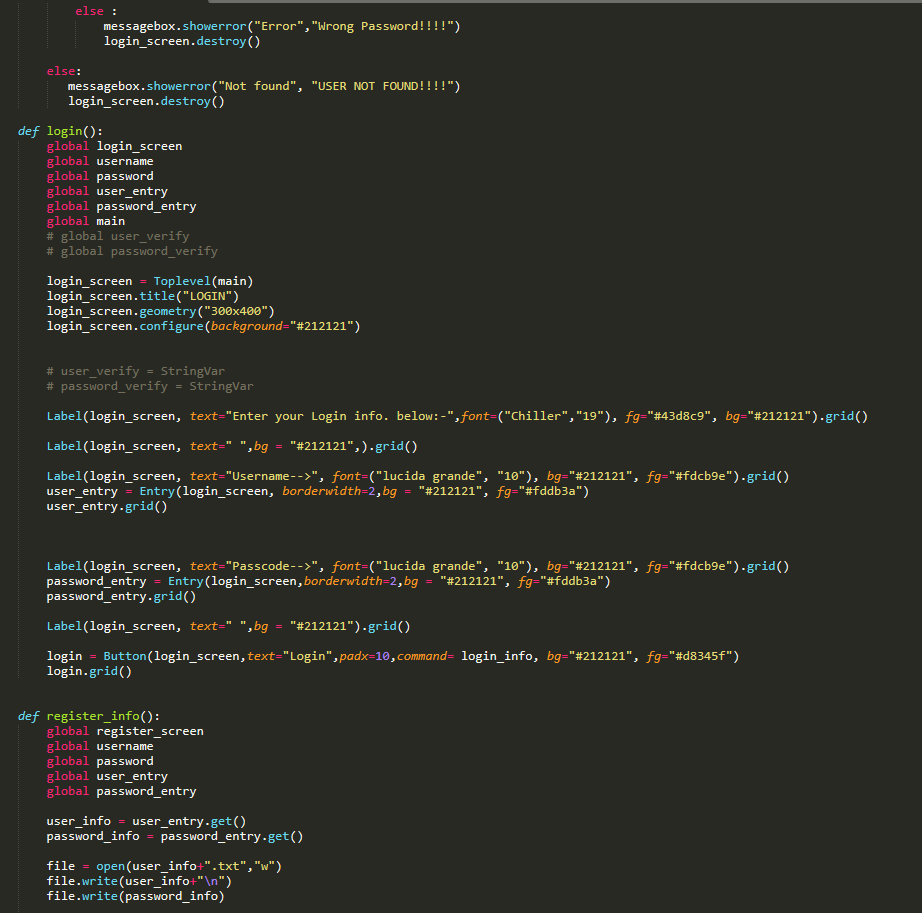 else :
messagebox.showerror("Error","Wrong Password!!!!")
login_screen.destroy()
else:
messagebox.showerror("Not found", "USER NOT FOUND!!!!")
login_screen.destroy()
def login():
global login_screen
global username
global password
global user_entry
global password_entry
global main
# global user_verify
# global password_verify
login_screen = Toplevel(main)
login_screen.title("LOGIN")
login_screen.geometry("300x400")
login_screen.configure(background="#212121")
# user_verify = StringVar
# password_verify = StringVar
Label(login_screen, text="Enter your Login info. below:-",font=("Chiller","19"), fg="#43d8c9", bg="#212121").grid()
Label(login_screen, text=" ",bg = "#212121",).grid()
Label(login_screen, text="Username-->", font=("lucida grande", "10"), bg="#212121", fg="#fdcb9e").grid()
user_entry = Entry(login_screen, borderwidth=2,bg = "#212121", fg="#fddb3a")
user_entry.grid()
Label(login_screen, text="Passcode-->", font=("lucida grande", "10"), bg="#212121", fg="#fdcb9e").grid()
password_entry = Entry(login_screen,borderwidth=2,bg = "#212121", fg="#fddb3a")
password_entry.grid()
Label(login_screen, text=" ",bg = "#212121").grid()
login = Button(login_screen,text="Login",padx=10,command= login_info, bg="#212121", fg="#d8345f")
login.grid()
def register_info():
global register_screen
global username
global password
global user_entry
global password_entry
user_info = user_entry.get()
password_info = password_entry.get()
file = open(user_info+".txt","w")
file.write(user_info+"\n")
file.write(password_info)